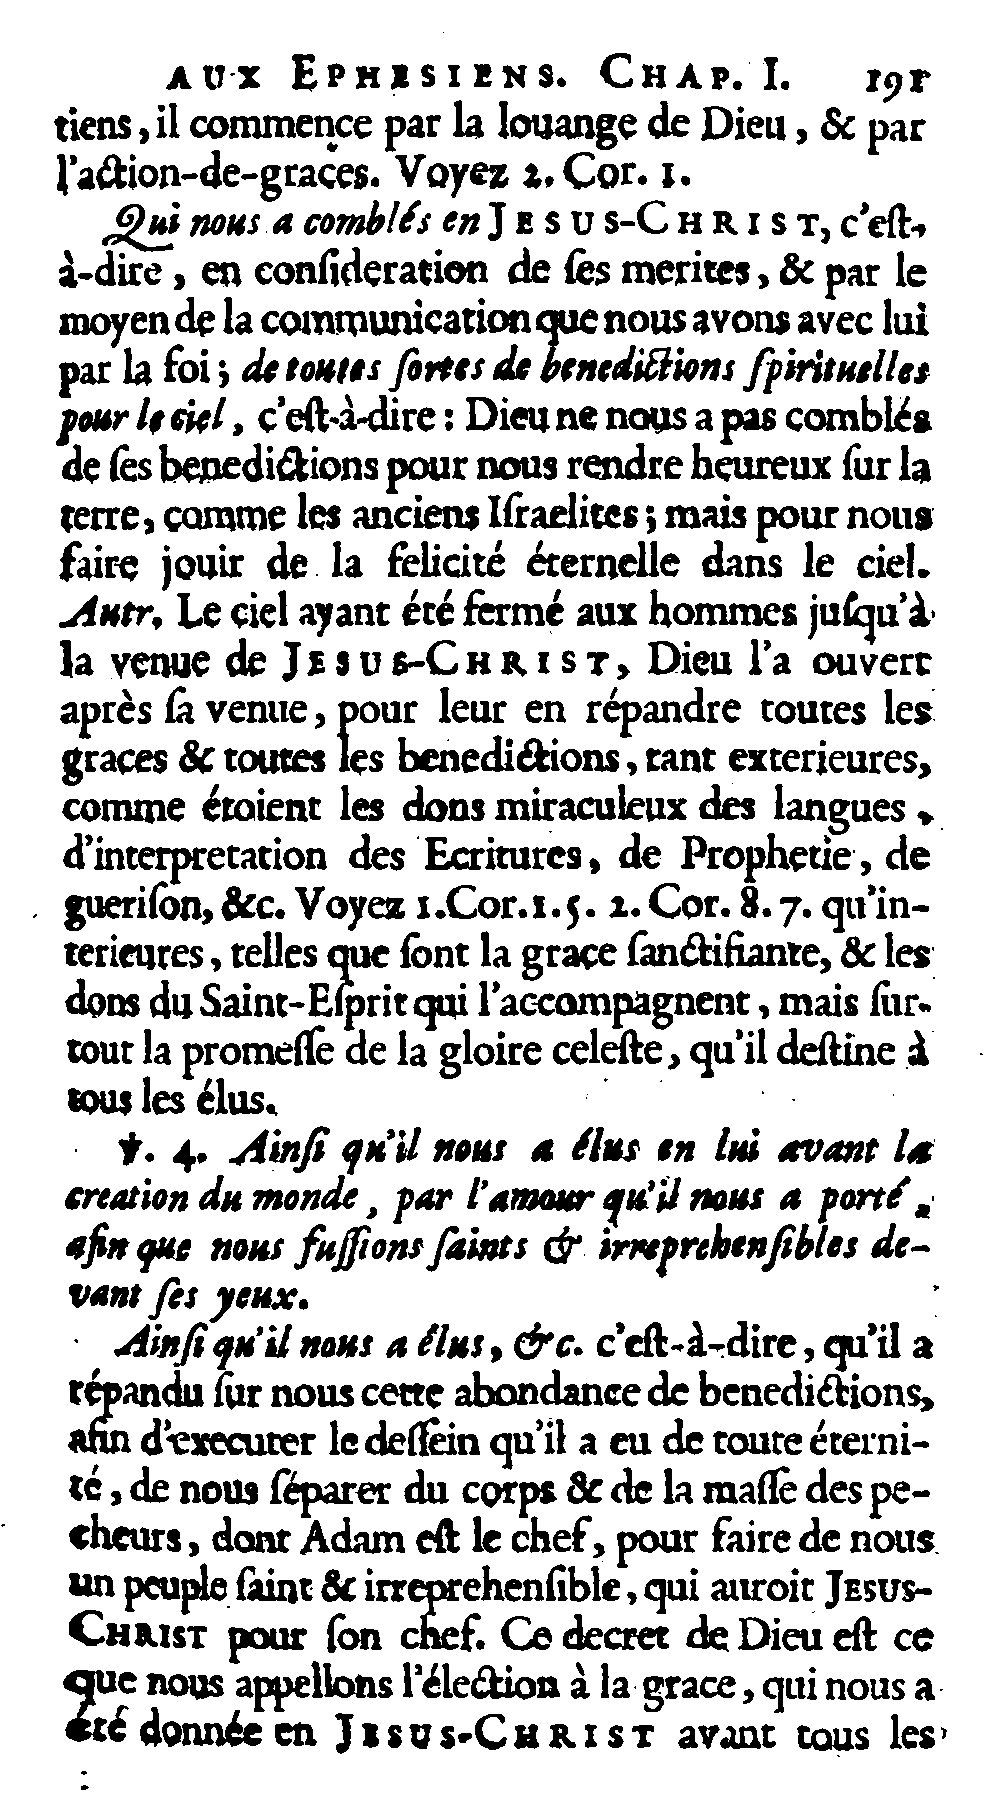 AUX EPHESIENS. CHAP. I. 191
tiens, il commence par la louange de Dieu, & par
l'action-de-graces. Voyez 2. Cor. 1.
Qui nous a comblés en JESUS-CHRIST, c'eſt-
à-dire, en conſideration de ſes merites, & par le
moyen de la communication que nous avons avec lui
par la foi; de toutes ſortes de benedictions ſpirituelles
pour le ciel, c'eſt-à-dire: Dieu ne nous a pas comblés
de ſes benedictions pour nous rendre heureux ſur la
terre, comme les anciens Iſraelites; mais pour nous
faire jouir de la felicité éternelle dans le ciel.
Autr. Le ciel ayant été fermé aux hommes juſqu'à
la venue de JESUS-CHRIST, Dieu l'a ouvert
après ſa venue, pour leur en répandre toutes les
graces & toutes les benedictions, tant exterieures,
comme étoient les dons miraculeux des langues,
d'interpretation des Ecritures, de Prophetie, de
gueriſon, &c. Voyez 1.Cor.1.5. 2. Cor. 8.7. qu'in-
terieures, telles que ſont la grace ſanctifiante, & les
dons du Saint-Eſprit qui l'accompagnent, mais ſur-
tout la promeſſe de la gloire celeſte, qu'il deſtine à
tous les élus.
℣. 4. Ainſi qu'il nous a élus en lui avant la
creation du monde, par l'amour qu'il nous a porté,
afin que nous fuſſions ſaints & irreprehenſibles de-
vant ſes yeux.
Ainſi qu'il nous a élus, &c. c'eſt-à-dire, qu'il a
répandu ſur nous cette abondance de benedictions,
afin d'executer le deſſein qu'il a eu de toute éterni-
té, de nous ſéparer du corps & de la maſſe des pe-
cheurs, dont Adam eſt le chef, pour faire de nous
un peuple ſaint & irreprehenſible, qui auroit JESUS-
CHRIST pour ſon chef. Ce decret de Dieu eſt ce
que nous appellons l'élection à la grace, qui nous a
été donnée en JESUS-CHRIST avant tous les